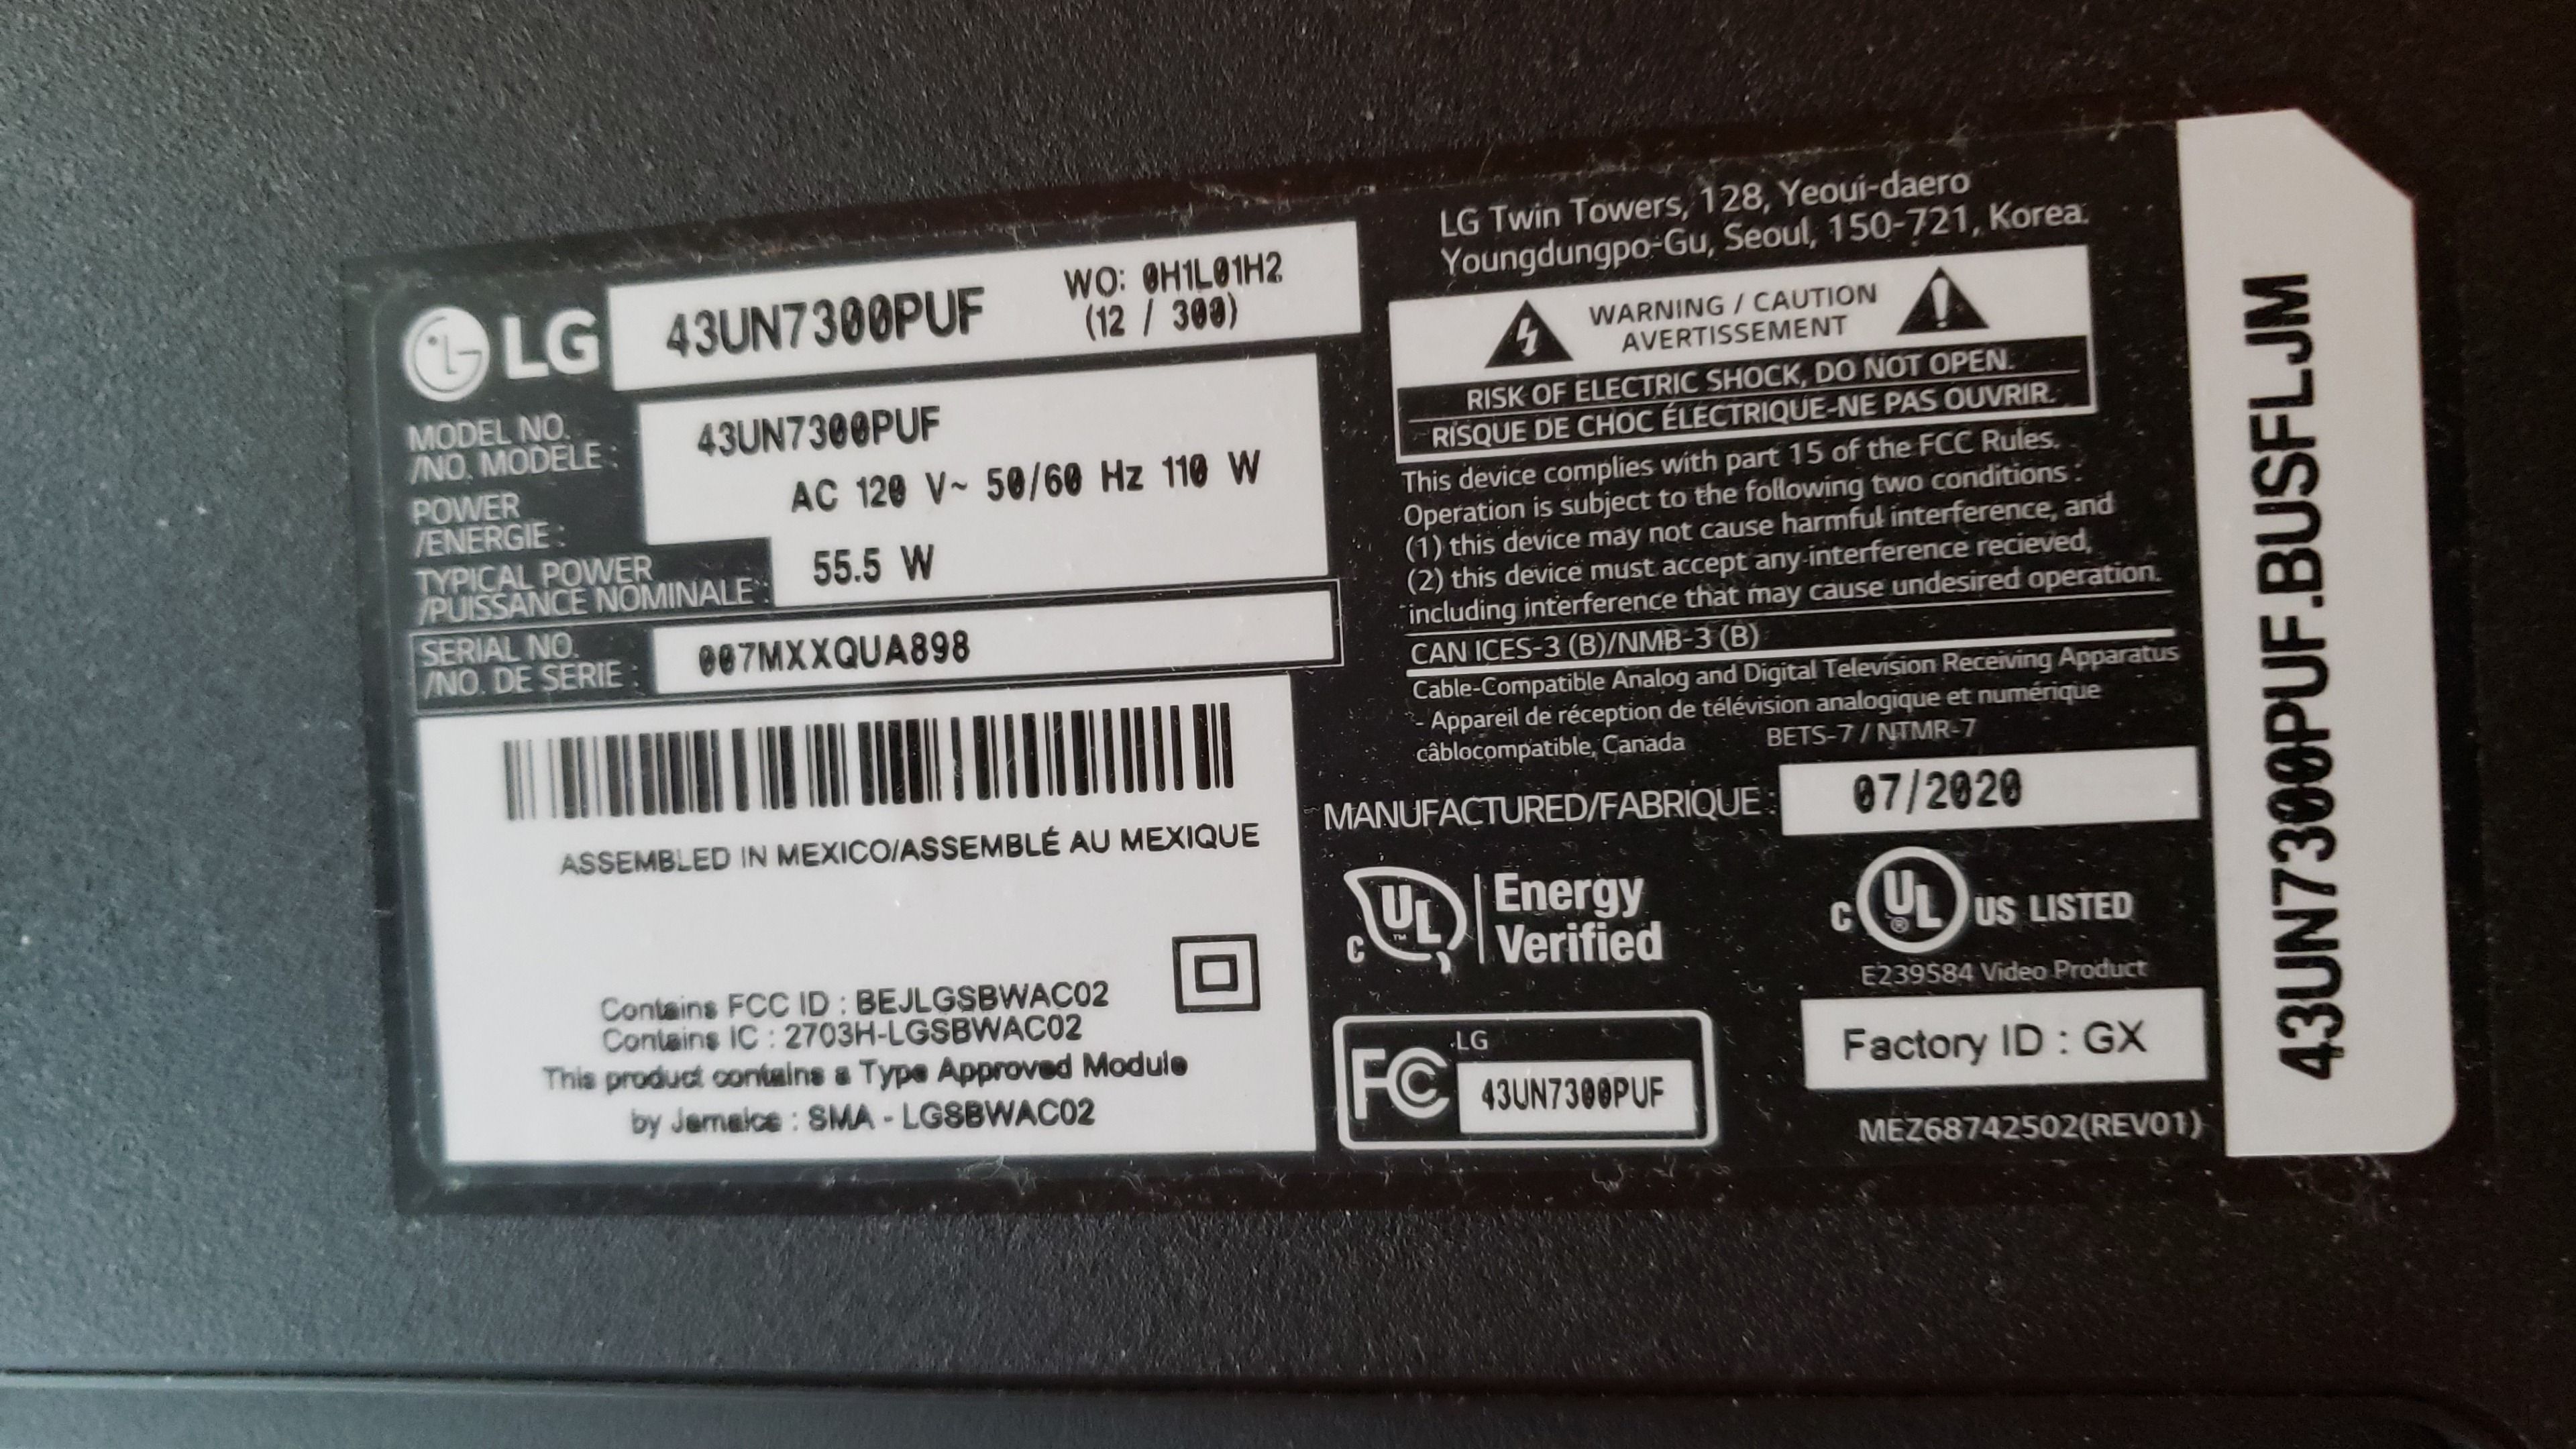 LG
43UN7300PUF
WO: 0H1L01H2
(12 / 300)
MODEL NO.
/NO. MODELE :
43UN7300PUF
POWER
/ENERGIE :
AC 120 V~ 50/60 Hz 110 W
TYPICAL POWER
/PUISSANCE NOMINALE :
55.5 W
SERIAL NO.
/NO. DE SERIE :
007MXXQUA898
ASSEMBLED IN MEXICO/ASSEMBLÉ AU MEXIQUE
Contains FCC ID : BEJLGSBWAC02
Contains IC : 2703H-LGSBWAC02
This product contains a Type Approved Module
by Jamaica : SMA - LGSBWAC02
LG Twin Towers, 128, Yeoui-daero
Youngdungpo-Gu, Seoul, 150-721, Korea.
WARNING / CAUTION
AVERTISSEMENT
RISK OF ELECTRIC SHOCK, DO NOT OPEN.
RISQUE DE CHOC ÉLECTRIQUE-NE PAS OUVRIR.
This device complies with part 15 of the FCC Rules.
Operation is subject to the following two conditions :
(1) this device may not cause harmful interference, and
(2) this device must accept any interference recieved,
including interference that may cause undesired operation.
CAN ICES-3 (B)/NMB-3 (B)
Cable-Compatible Analog and Digital Television Receiving Apparatus
- Appareil de réception de télévision analogique et numérique
câblocompatible, Canada BETS-7 / NTMR-7
MANUFACTURED/FABRIQUE : 07/2020
c UL ™ Energy
Verified
c UL ® US LISTED
E239584 Video Product
FC LG
43UN7300PUF
Factory ID : GX
MEZ68742502(REV01)
43UN7300PUF.BUSFLJM